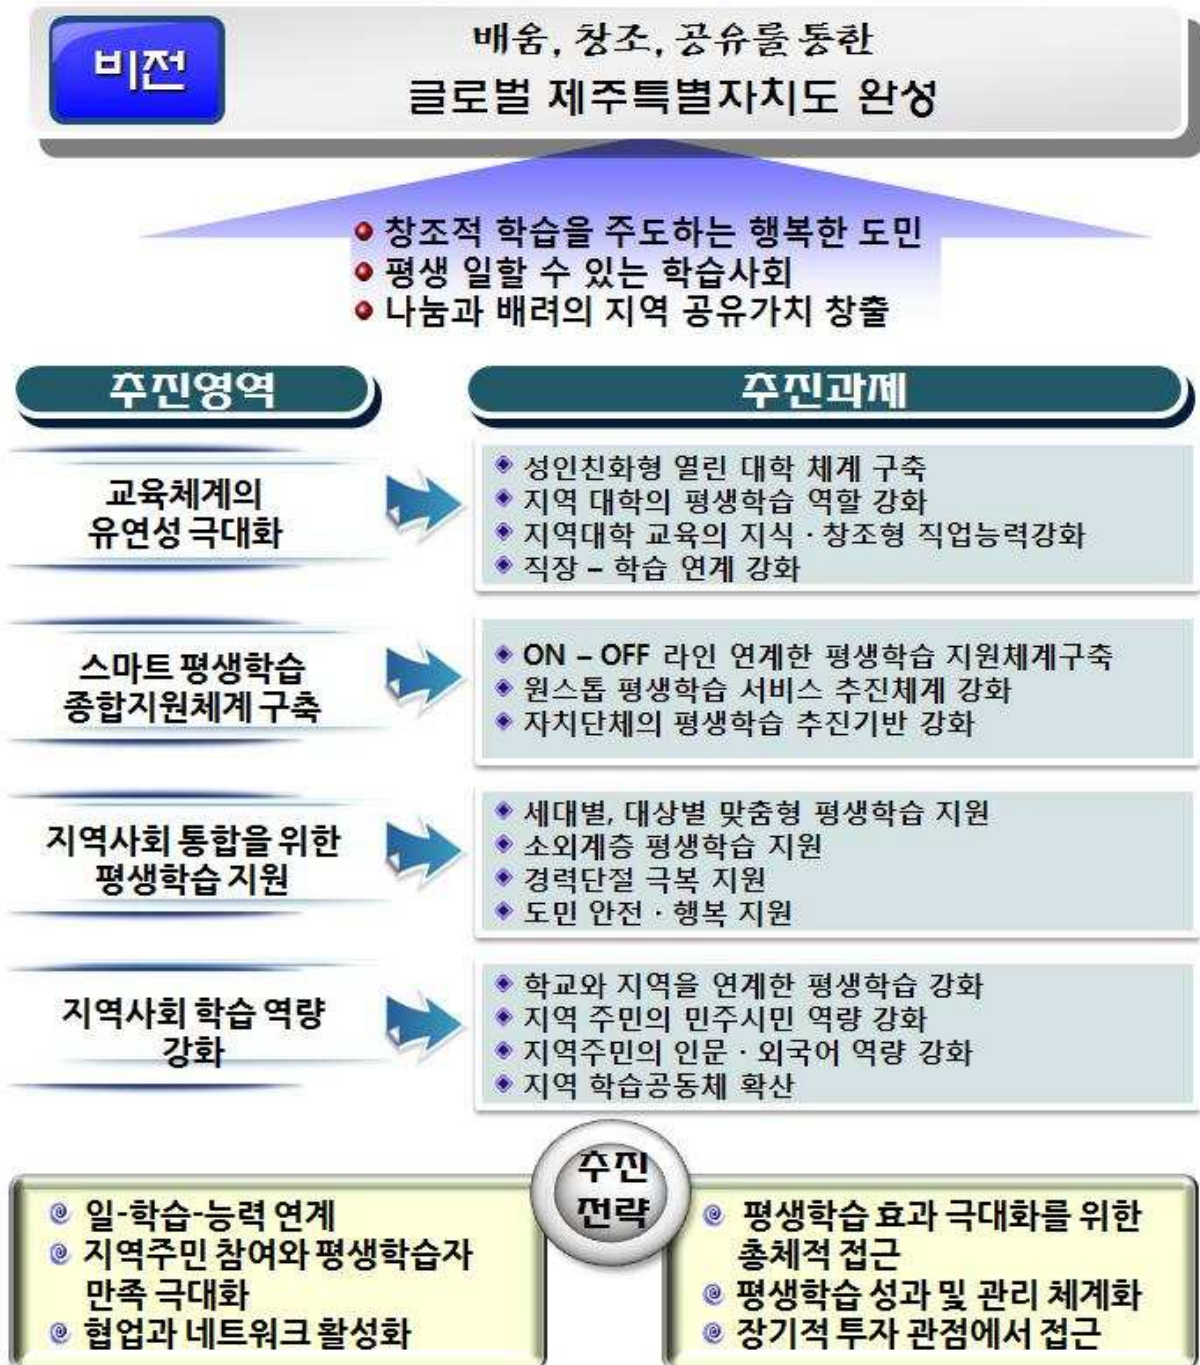 비전
배움, 창조, 공유를 통한
글로벌 제주특별자치도 완성
창조적 학습을 주도하는 행복한 도민
평생 일할 수 있는 학습사회
나눔과 배려의 지역 공유가치 창출
추진영역
추진과제
교육체계의
유연성 극대화
성인친화형 열린 대학 체계 구축
지역 대학의 평생학습 역할 강화
지역대학 교육의 지식 · 창조형 직업능력강화
직장 – 학습 연계 강화
스마트 평생학습
종합지원체계 구축
ON – OFF 라인 연계한 평생학습 지원체계구축
원스톱 평생학습 서비스 추진체계 강화
자치단체의 평생학습 추진기반 강화
지역사회 통합을 위한
평생학습 지원
세대별, 대상별 맞춤형 평생학습 지원
소외계층 평생학습 지원
경력단절 극복 지원
도민 안전 · 행복 지원
지역사회 학습 역량
강화
학교와 지역을 연계한 평생학습 강화
지역 주민의 민주시민 역량 강화
지역주민의 인문 · 외국어 역량 강화
지역 학습공동체 확산
추진
전략
일-학습-능력 연계
지역주민 참여와 평생학습자
만족 극대화
협업과 네트워크 활성화
평생학습 효과 극대화를 위한
총체적 접근
평생학습 성과 및 관리 체계화
장기적 투자 관점에서 접근